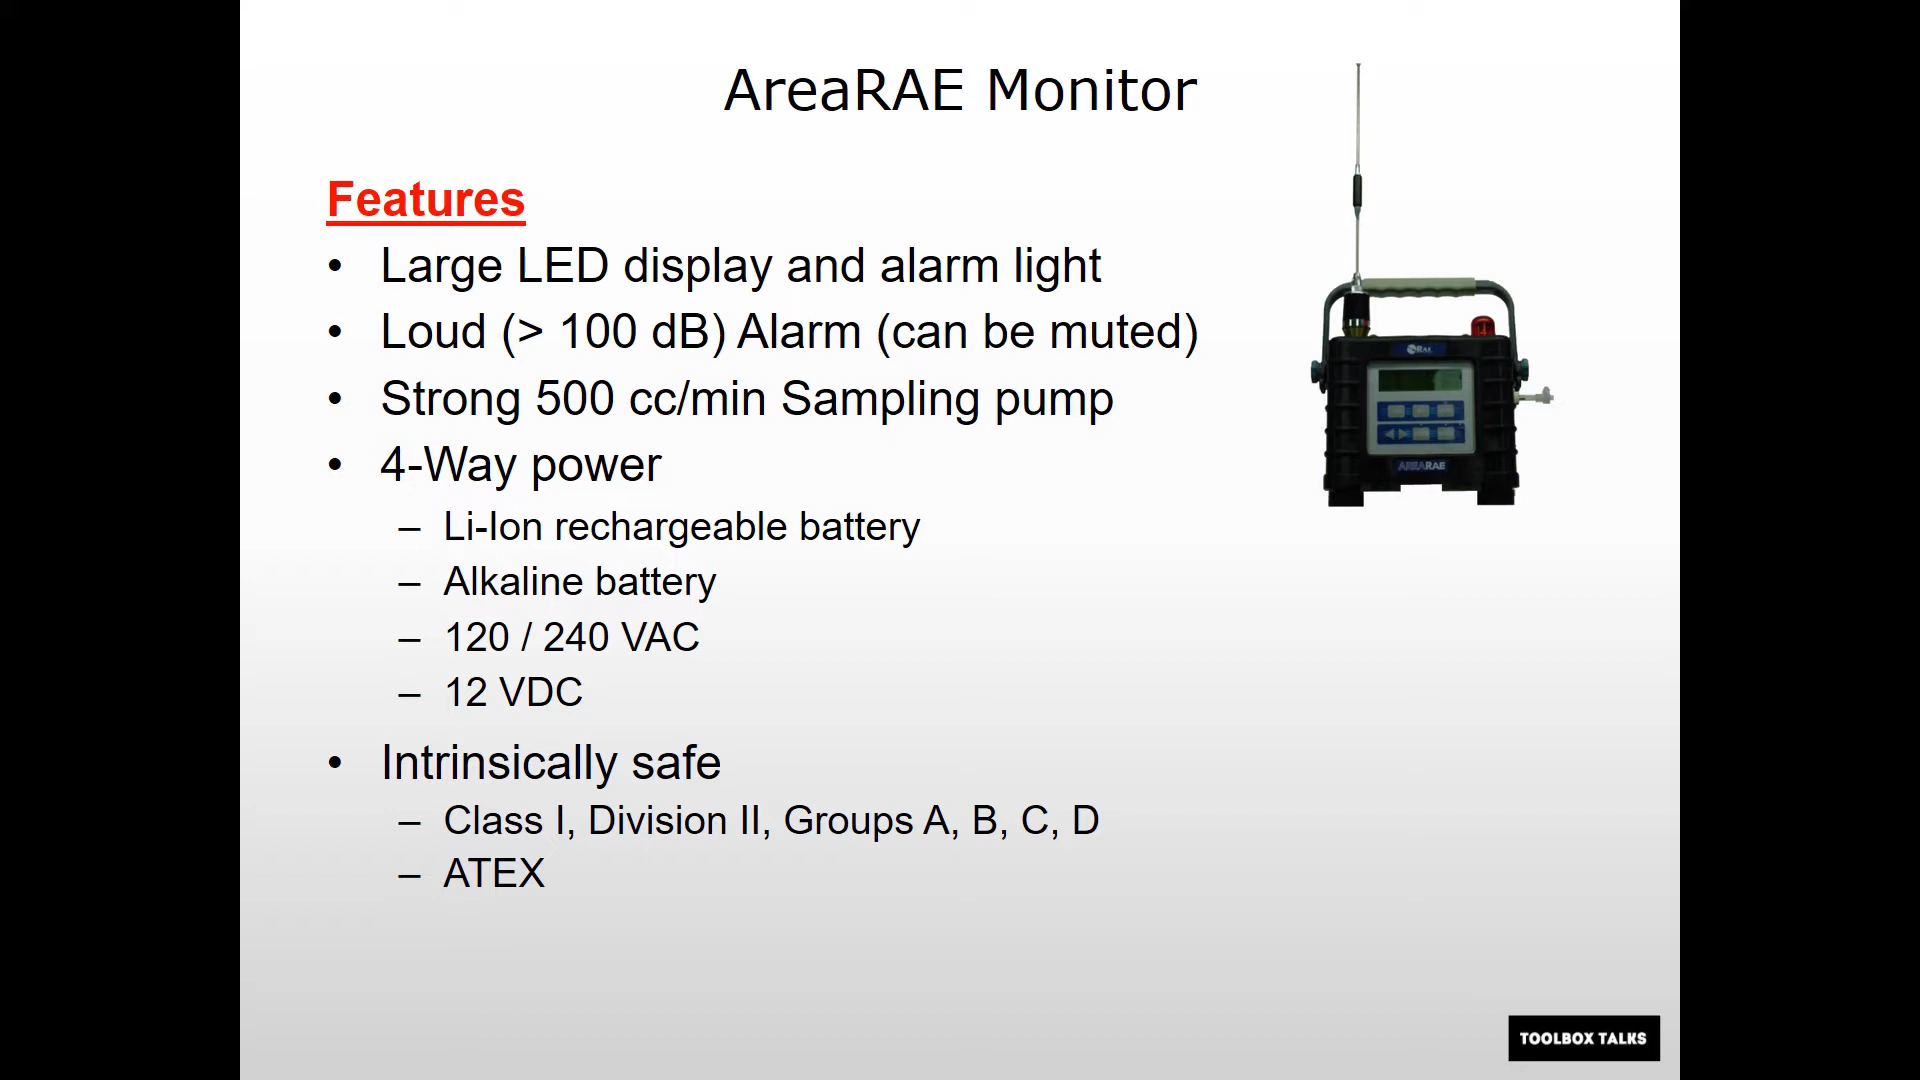 AreaRAE Monitor
Features
• Large LED display and alarm light
• Loud (> 100 dB) Alarm (can be muted)
• Strong 500 cc/min Sampling pump
• 4-Way power
– Li-Ion rechargeable battery
– Alkaline battery
– 120 / 240 VAC
– 12 VDC
• Intrinsically safe
– Class I, Division II, Groups A, B, C, D
– ATEX
RAE
AREARAE
TOOLBOX TALKS